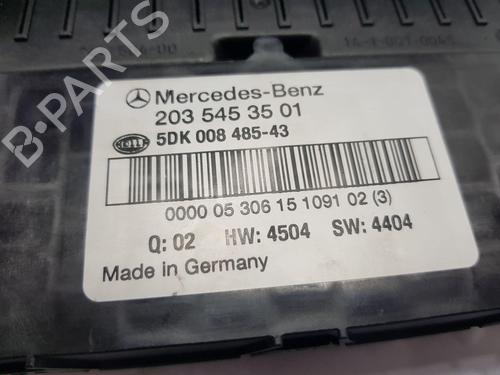 Mercedes-Benz
203 545 35 01
HELLA
5DK 008 485-43
0000 05 306 15 1091 02 (3)
Q: 02 HW: 4504 SW: 4404
Made in Germany
B-Parts